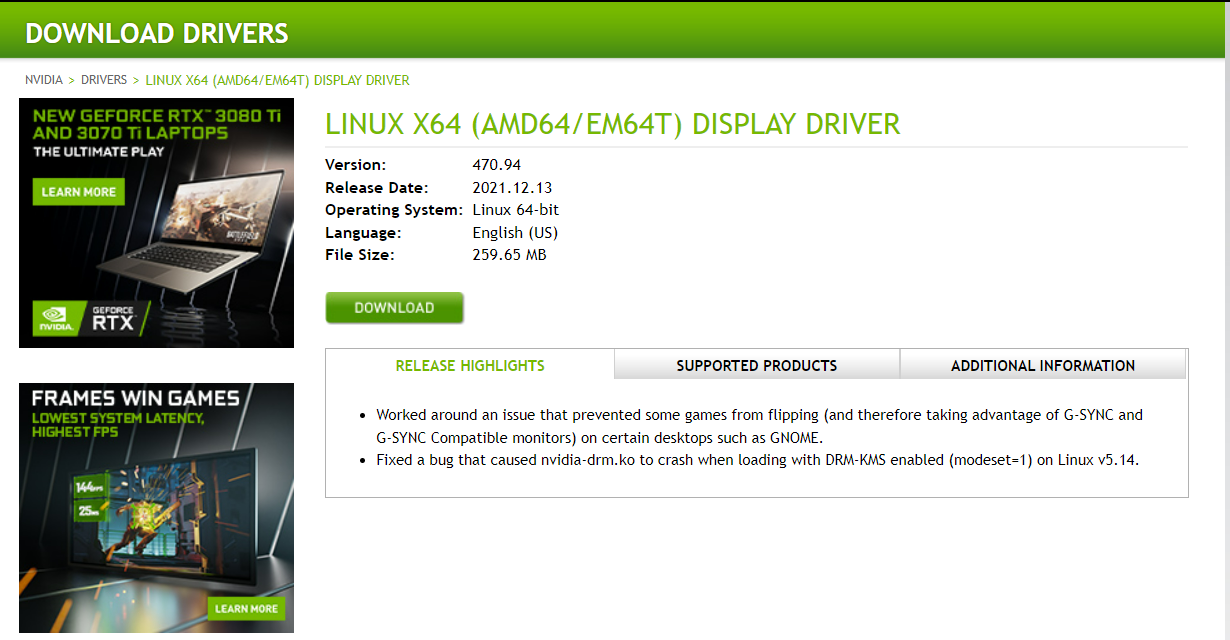 DOWNLOAD DRIVERS
NVIDIA > DRIVERS > LINUX X64 (AMD64/EM64T) DISPLAY DRIVER
NEW GEFORCE RTX™ 3080 Ti
AND 3070 Ti LAPTOPS
THE ULTIMATE PLAY
LEARN MORE
BATTLEFIELD
NVIDIA.
GEFORCE
RTX™
FRAMES WIN GAMES
LOWEST SYSTEM LATENCY,
HIGHEST FPS
144FPS
25MS
LEARN MORE
LINUX X64 (AMD64/EM64T) DISPLAY DRIVER
Version: 470.94
Release Date: 2021.12.13
Operating System: Linux 64-bit
Language: English (US)
File Size: 259.65 MB
DOWNLOAD
RELEASE HIGHLIGHTS SUPPORTED PRODUCTS ADDITIONAL INFORMATION
• Worked around an issue that prevented some games from flipping (and therefore taking advantage of G-SYNC and
G-SYNC Compatible monitors) on certain desktops such as GNOME.
• Fixed a bug that caused nvidia-drm.ko to crash when loading with DRM-KMS enabled (modeset=1) on Linux v5.14.